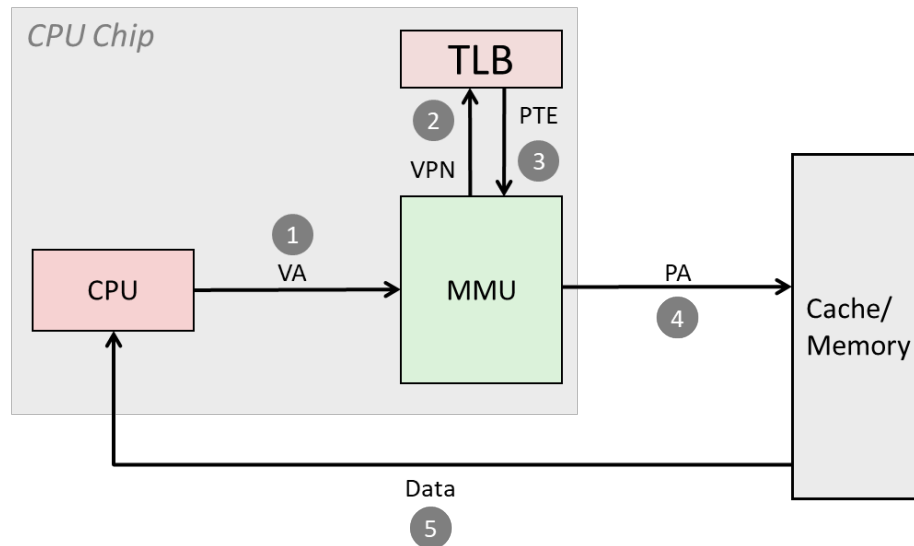 CPU Chip
TLB
2
PTE
VPN
3
1
VA
CPU
MMU
PA
4
Cache/
Memory
Data
5